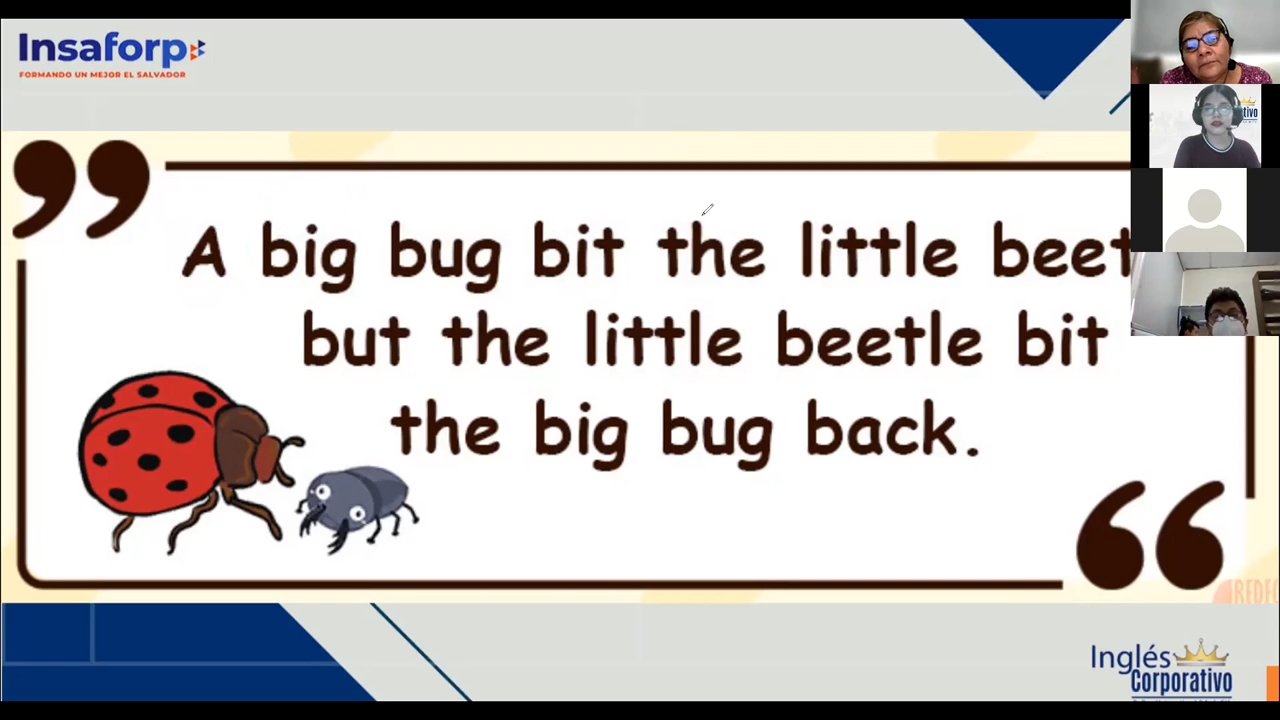 Insaforp
FORMANDO UN MEJOR EL SALVADOR
A big bug bit the little
but the little beetle bit
the big bug back.
Inglés
Corporativo